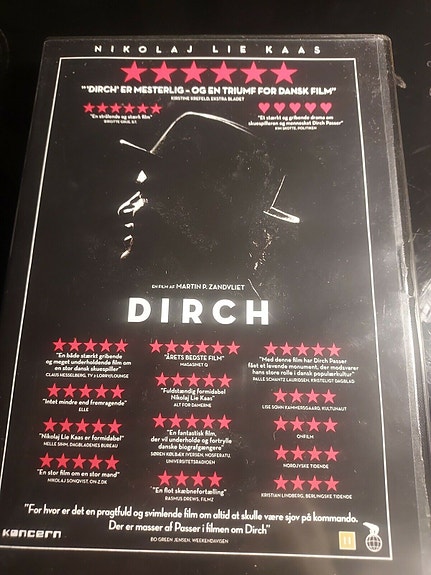 NIKOLAJ LIE KAAS
"'DIRCH' ER MESTERLIG – OG EN TRIUMF FOR DANSK FILM"
EKSTRA BLADET
"En strålende og stærk film"
BIRGITTE GRUE, B.T.
"Et stærkt og gribende drama om
skuespilleren og mennesket Dirch Passer"
KIM SKOTTE, POLITIKEN
EN FILM AF MARTIN P. ZANDVLIET
DIRCH
"En både stærkt gribende
og meget underholdende film om
en stor dansk skuespiller"
CLAUS MESSELBERG, TV 2 LORRY/LOUNGE
"Intet mindre end fremragende"
ELLE
"Nikolaj Lie Kaas er formidabel"
NELLE SINN, DAGBLADENES BUREAU
"En stor film om en stor mand"
NIKOLAJ SONQVIST, ON-Z.DK
"ÅRETS BEDSTE FILM"
MAGASINET Q
"Fuldstændig formidabel
Nikolaj Lie Kaas"
ALT FOR DAMERNE
"En fantastisk film,
der vil underholde og fortrylle
danske biografgængere"
SØREN KØLBÆK IVERSEN, NOSFERATU,
UNIVERSITETSRADIOEN
"En flot skæbnefortælling"
RASMUS DREWS, FILMZ
"Med denne film har Dirch Passer
fået et levende monument, der modsvarer
hans store rolle i dansk populærkultur"
PALLE SCHANTZ LAURIDSEN, KRISTELIGT DAGBLAD
LISE SOHN KAMMERSGAARD, KULTUNAUT
ONFILM
NORDJYSKE TIDENDE
KRISTIAN LINDBERG, BERLINGSKE TIDENDE
"For hvor er det en pragtfuld og svimlende film om altid at skulle være sjov på kommando.
Der er masser af Passer i filmen om Dirch"
BO GREEN JENSEN, WEEKENDAVISEN
Koncern
11